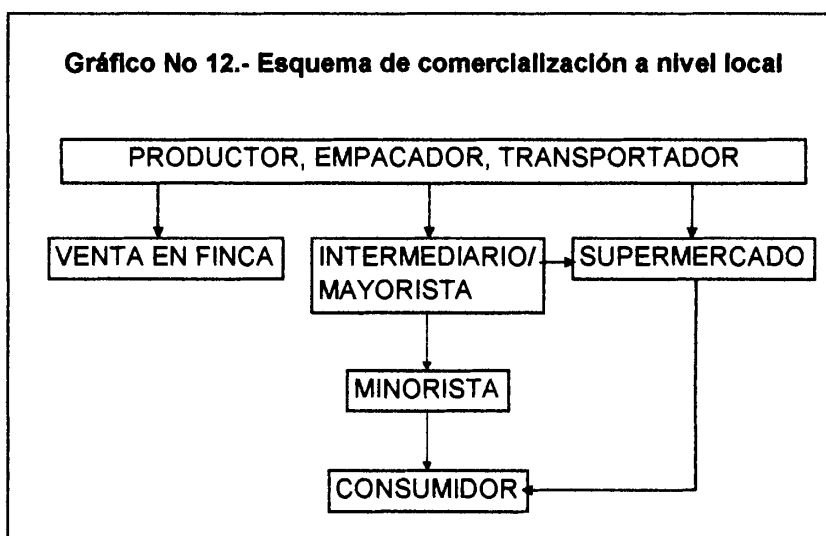 Gráfico No 12.- Esquema de comercialización a nivel local
PRODUCTOR, EMPACADOR, TRANSPORTADOR
VENTA EN FINCA
INTERMEDIARIO/
MAYORISTA
SUPERMERCADO
MINORISTA
CONSUMIDOR